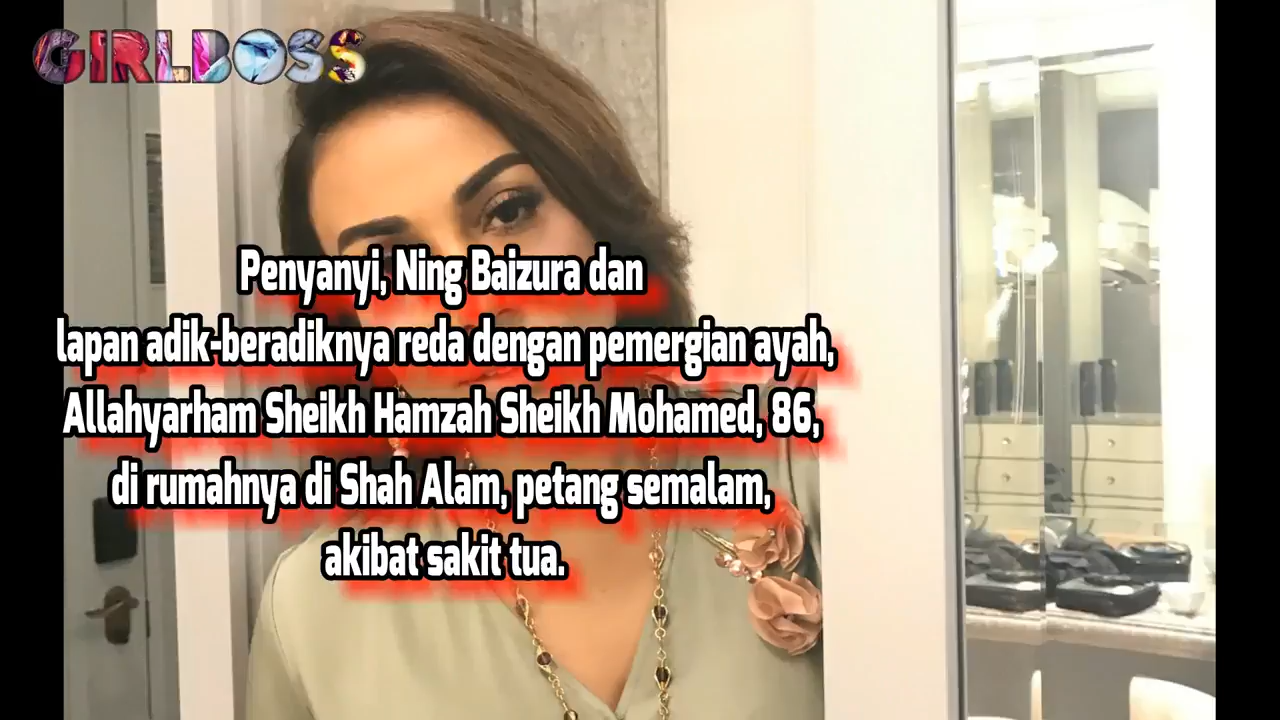 GIRLBOSS
Penyanyi, Ning Baizura dan
lapan adik-beradiknya reda dengan pemergian ayah,
Allahyarham Sheikh Hamzah Sheikh Mohamed, 86,
di rumahnya di Shah Alam, petang semalam,
akibat sakit tua.